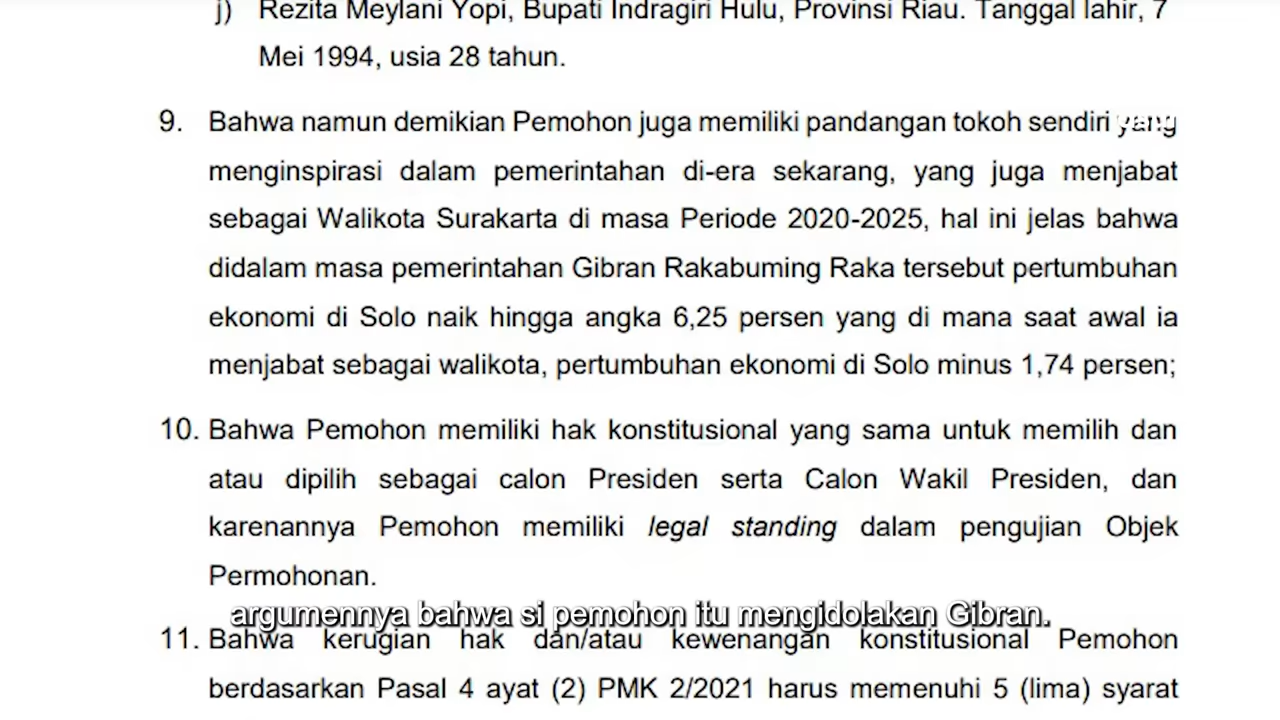 j) Rezita Meylani Yopi, Bupati Indragiri Hulu, Provinsi Riau. Tanggal lahir, 7
Mei 1994, usia 28 tahun.
9. Bahwa namun demikian Pemohon juga memiliki pandangan tokoh sendiri yang
menginspirasi dalam pemerintahan di-era sekarang, yang juga menjabat
sebagai Walikota Surakarta di masa Periode 2020-2025, hal ini jelas bahwa
didalam masa pemerintahan Gibran Rakabuming Raka tersebut pertumbuhan
ekonomi di Solo naik hingga angka 6,25 persen yang di mana saat awal ia
menjabat sebagai walikota, pertumbuhan ekonomi di Solo minus 1,74 persen;
10. Bahwa Pemohon memiliki hak konstitusional yang sama untuk memilih dan
atau dipilih sebagai calon Presiden serta Calon Wakil Presiden, dan
karenannya Pemohon memiliki legal standing dalam pengujian Objek
Permohonan.
argumennya bahwa si pemohon itu mengidolakan Gibran.
11. Bahwa kerugian hak dan/atau kewenangan konstitusional Pemohon
berdasarkan Pasal 4 ayat (2) PMK 2/2021 harus memenuhi 5 (lima) syarat